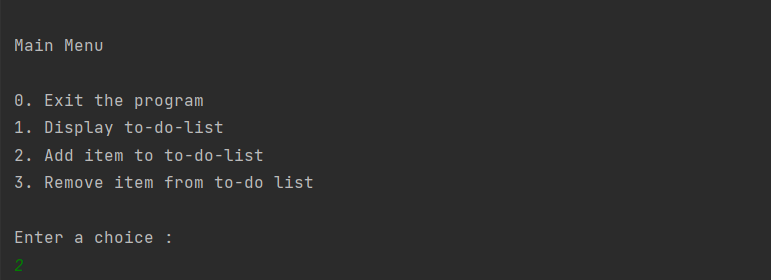 Main Menu
0. Exit the program
1. Display to-do-list
2. Add item to to-do-list
3. Remove item from to-do list
Enter a choice :
2